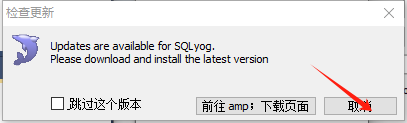 检查更新
Updates are available for SQLyog.
Please download and install the latest version
跳过这个版本
前往 amp；下载页面
取消